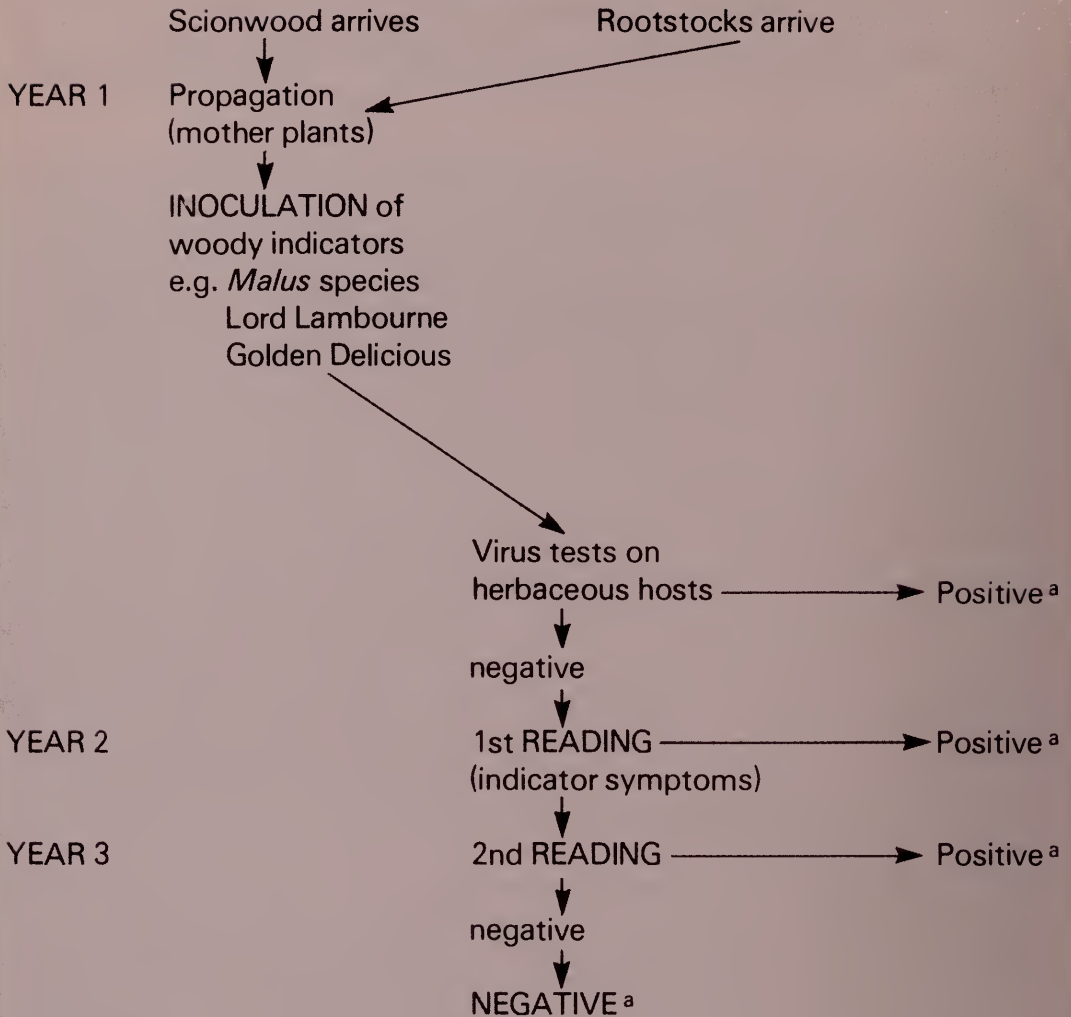 Scionwood arrives
Rootstocks arrive
YEAR 1
Propagation
(mother plants)
INOCULATION of
woody indicators
e.g. Malus species
Lord Lambourne
Golden Delicious
Virus tests on
herbaceous hosts
Positive a
negative
YEAR 2
1st READING
Positive a
(indicator symptoms)
YEAR 3
2nd READING
Positive a
negative
NEGATIVE a